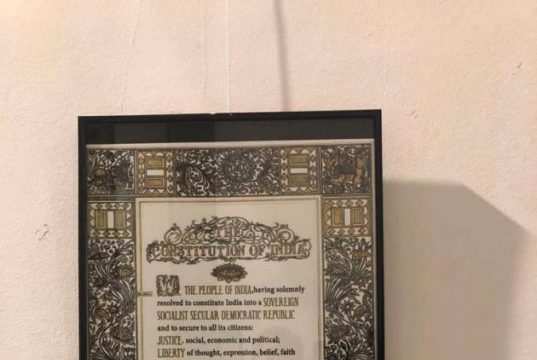 THE
CONSTITUTION OF INDIA
WE THE PEOPLE OF INDIA, having solemnly
resolved to constitute India into a SOVEREIGN
SOCIALIST SECULAR DEMOCRATIC REPUBLIC
and to secure to all its citizens:
JUSTICE, social, economic and political;
LIBERTY of thought, expression, belief, faith